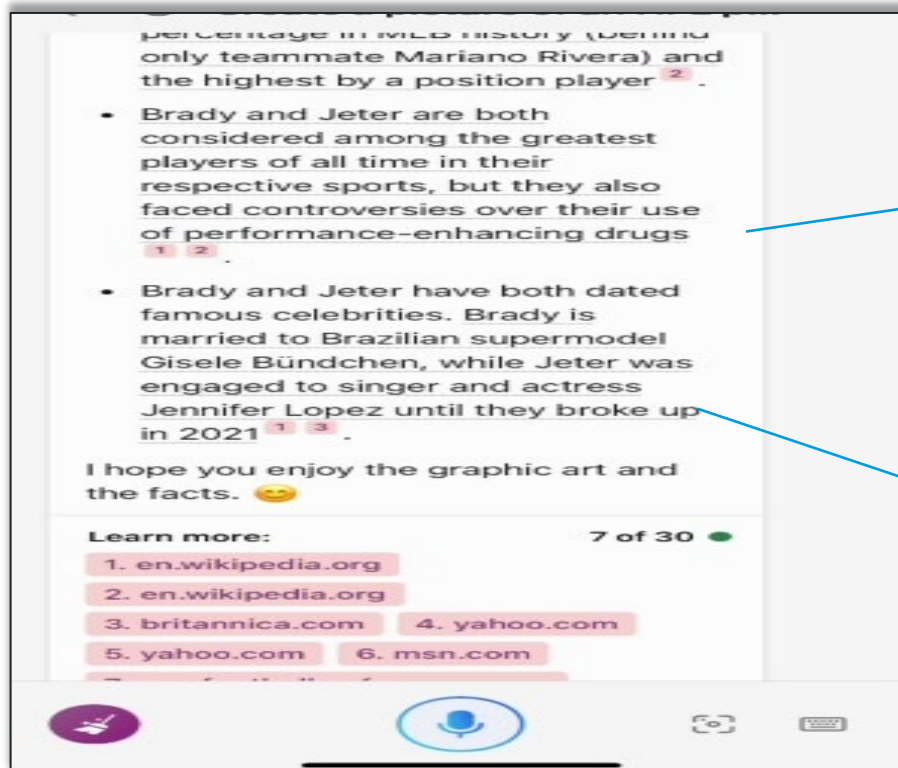 percentage in MLB history (behind
only teammate Mariano Rivera) and
the highest by a position player 2 .
• Brady and Jeter are both
considered among the greatest
players of all time in their
respective sports, but they also
faced controversies over their use
of performance-enhancing drugs
1 2 .
• Brady and Jeter have both dated
famous celebrities. Brady is
married to Brazilian supermodel
Gisele Bündchen, while Jeter was
engaged to singer and actress
Jennifer Lopez until they broke up
in 2021 1 3 .
I hope you enjoy the graphic art and
the facts. 😊
Learn more: 7 of 30
1. en.wikipedia.org
2. en.wikipedia.org
3. britannica.com 4. yahoo.com
5. yahoo.com 6. msn.com